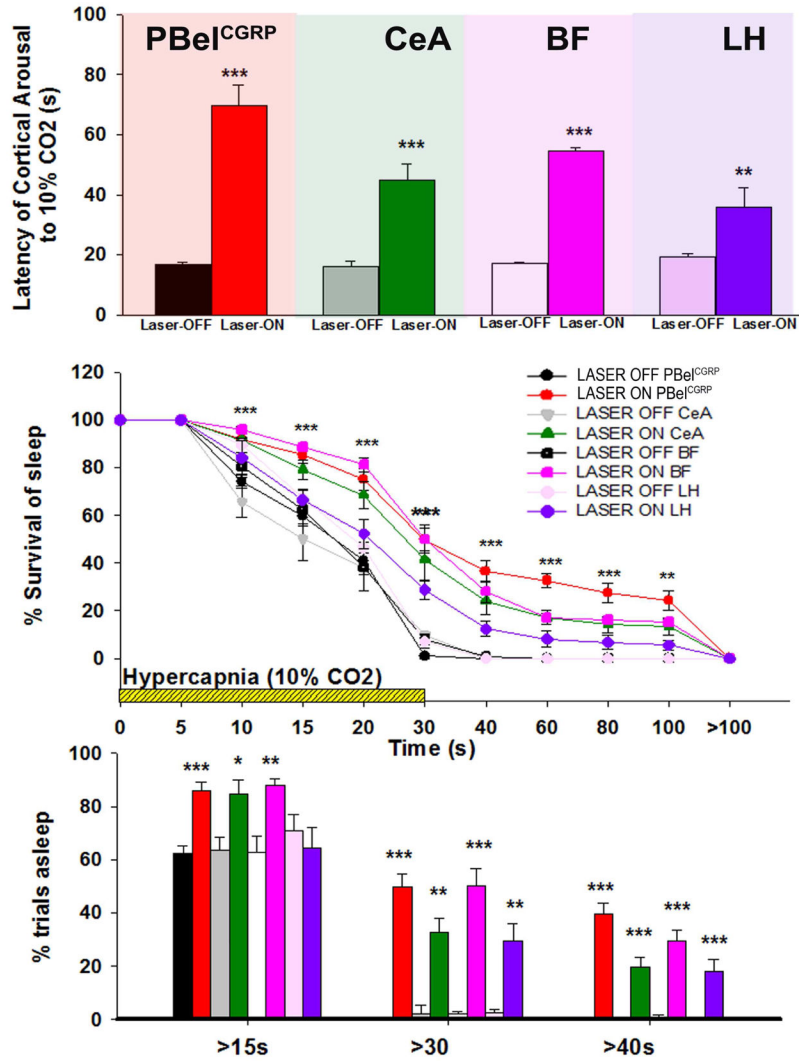 PBel^CGRP CeA BF LH
Latency of Cortical Arousal
to 10% CO2 (s)
100
80
60
40
20
0
*** *** *** **
Laser-OFF Laser-ON Laser-OFF Laser-ON Laser-OFF Laser-ON Laser-OFF Laser-ON
% Survival of sleep
120
100
80
60
40
20
0
LASER OFF PBel^CGRP
LASER ON PBel^CGRP
LASER OFF CeA
LASER ON CeA
LASER OFF BF
LASER ON BF
LASER OFF LH
LASER ON LH
*** *** *** *** *** *** *** **
Hypercapnia (10% CO2)
0 5 10 15 20 30 40 60 80 100 >100
Time (s)
% trials asleep
100
80
60
40
20
0
*** * **
*** ** *** **
*** *** *** ***
>15s >30 >40s